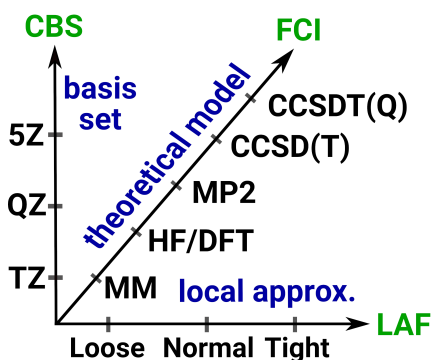 CBS
FCI
basis
set
theoretical model
CCSDT(Q)
5Z
CCSD(T)
QZ
MP2
HF/DFT
TZ
MM
local approx.
LAF
Loose Normal Tight